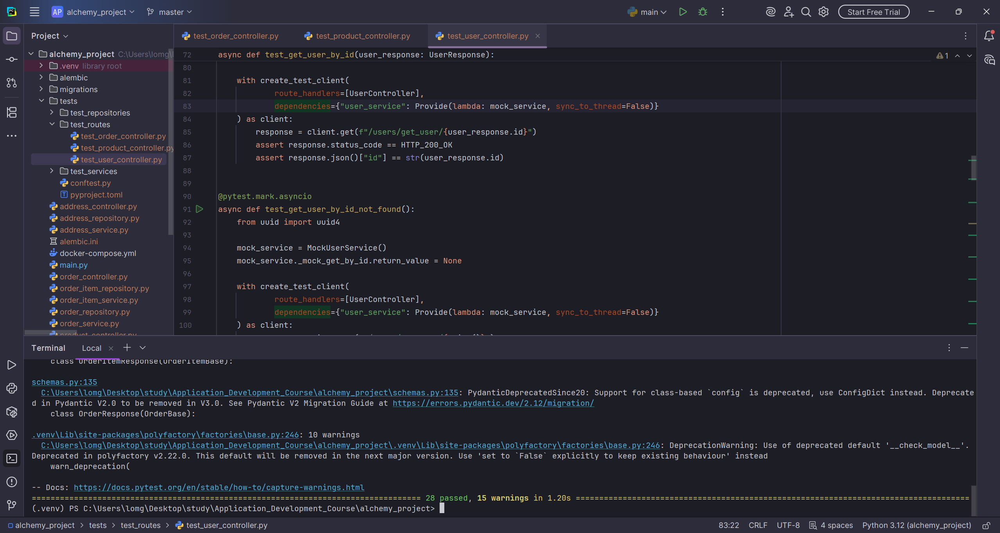 AP alchemy_project master main Start Free Trial
Project
alchemy_project C:\Users\lomg\
.venv library root
alembic
migrations
tests
test_repositories
test_routes
test_order_controller.py
test_product_controller.py
test_user_controller.py
test_services
conftest.py
pyproject.toml
address_controller.py
address_repository.py
address_service.py
alembic.ini
docker-compose.yml
main.py
order_controller.py
order_item_repository.py
order_item_service.py
order_repository.py
order_service.py
product_controller.py
test_order_controller.py test_product_controller.py test_user_controller.py
72 async def test_get_user_by_id(user_response: UserResponse):
1
80
81 with create_test_client(
82 route_handlers=[UserController],
83 dependencies={"user_service": Provide(lambda: mock_service, sync_to_thread=False)}
84 ) as client:
85 response = client.get(f"/users/get_user/{user_response.id}")
86 assert response.status_code == HTTP_200_OK
87 assert response.json()["id"] == str(user_response.id)
88
89
90 @pytest.mark.asyncio
91 async def test_get_user_by_id_not_found():
92 from uuid import uuid4
93
94 mock_service = MockUserService()
95 mock_service._mock_get_by_id.return_value = None
96
97 with create_test_client(
98 route_handlers=[UserController],
99 dependencies={"user_service": Provide(lambda: mock_service, sync_to_thread=False)}
100 ) as client:
Terminal Local
class OrderItemResponse(OrderItemBase):
schemas.py:135
C:\Users\lomg\Desktop\study\Application_Development_Course\alchemy_project\schemas.py:135: PydanticDeprecatedSince20: Support for class-based `config` is deprecated, use ConfigDict instead. Deprecate
d in Pydantic V2.0 to be removed in V3.0. See Pydantic V2 Migration Guide at https://errors.pydantic.dev/2.12/migration/
class OrderResponse(OrderBase):
.venv\Lib\site-packages\polyfactory\factories\base.py:246: 10 warnings
C:\Users\lomg\Desktop\study\Application_Development_Course\alchemy_project\.venv\Lib\site-packages\polyfactory\factories\base.py:246: DeprecationWarning: Use of deprecated default '__check_model__'.
Deprecated in polyfactory v2.22.0. This default will be removed in the next major version. Use 'set to `False` explicitly to keep existing behaviour' instead
warn_deprecation(
-- Docs: https://docs.pytest.org/en/stable/how-to/capture-warnings.html
=================================================================================== 28 passed, 15 warnings in 1.20s ====================================================================================
(.venv) PS C:\Users\lomg\Desktop\study\Application_Development_Course\alchemy_project>
alchemy_project > tests > test_routes > test_user_controller.py 83:22 CRLF UTF-8 4 spaces Python 3.12 (alchemy_project)